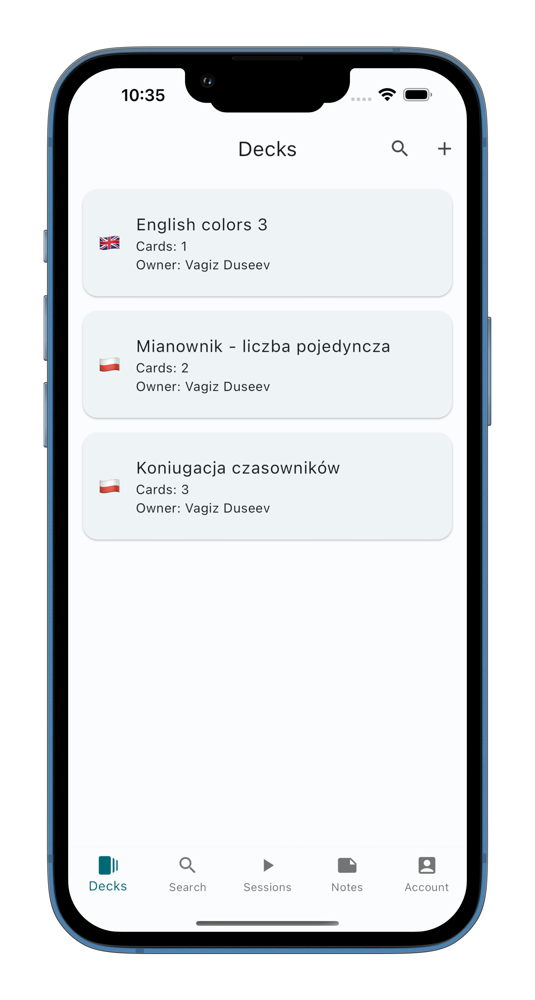 10:35
Decks
English colors 3
Cards: 1
Owner: Vagiz Duseev
Mianownik - liczba pojedyncza
Cards: 2
Owner: Vagiz Duseev
Koniugacja czasowników
Cards: 3
Owner: Vagiz Duseev
Decks
Search
Sessions
Notes
Account